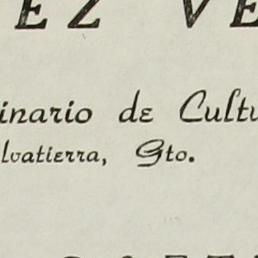 EZ VE
inario de Cultu
lvatierra, Gto.